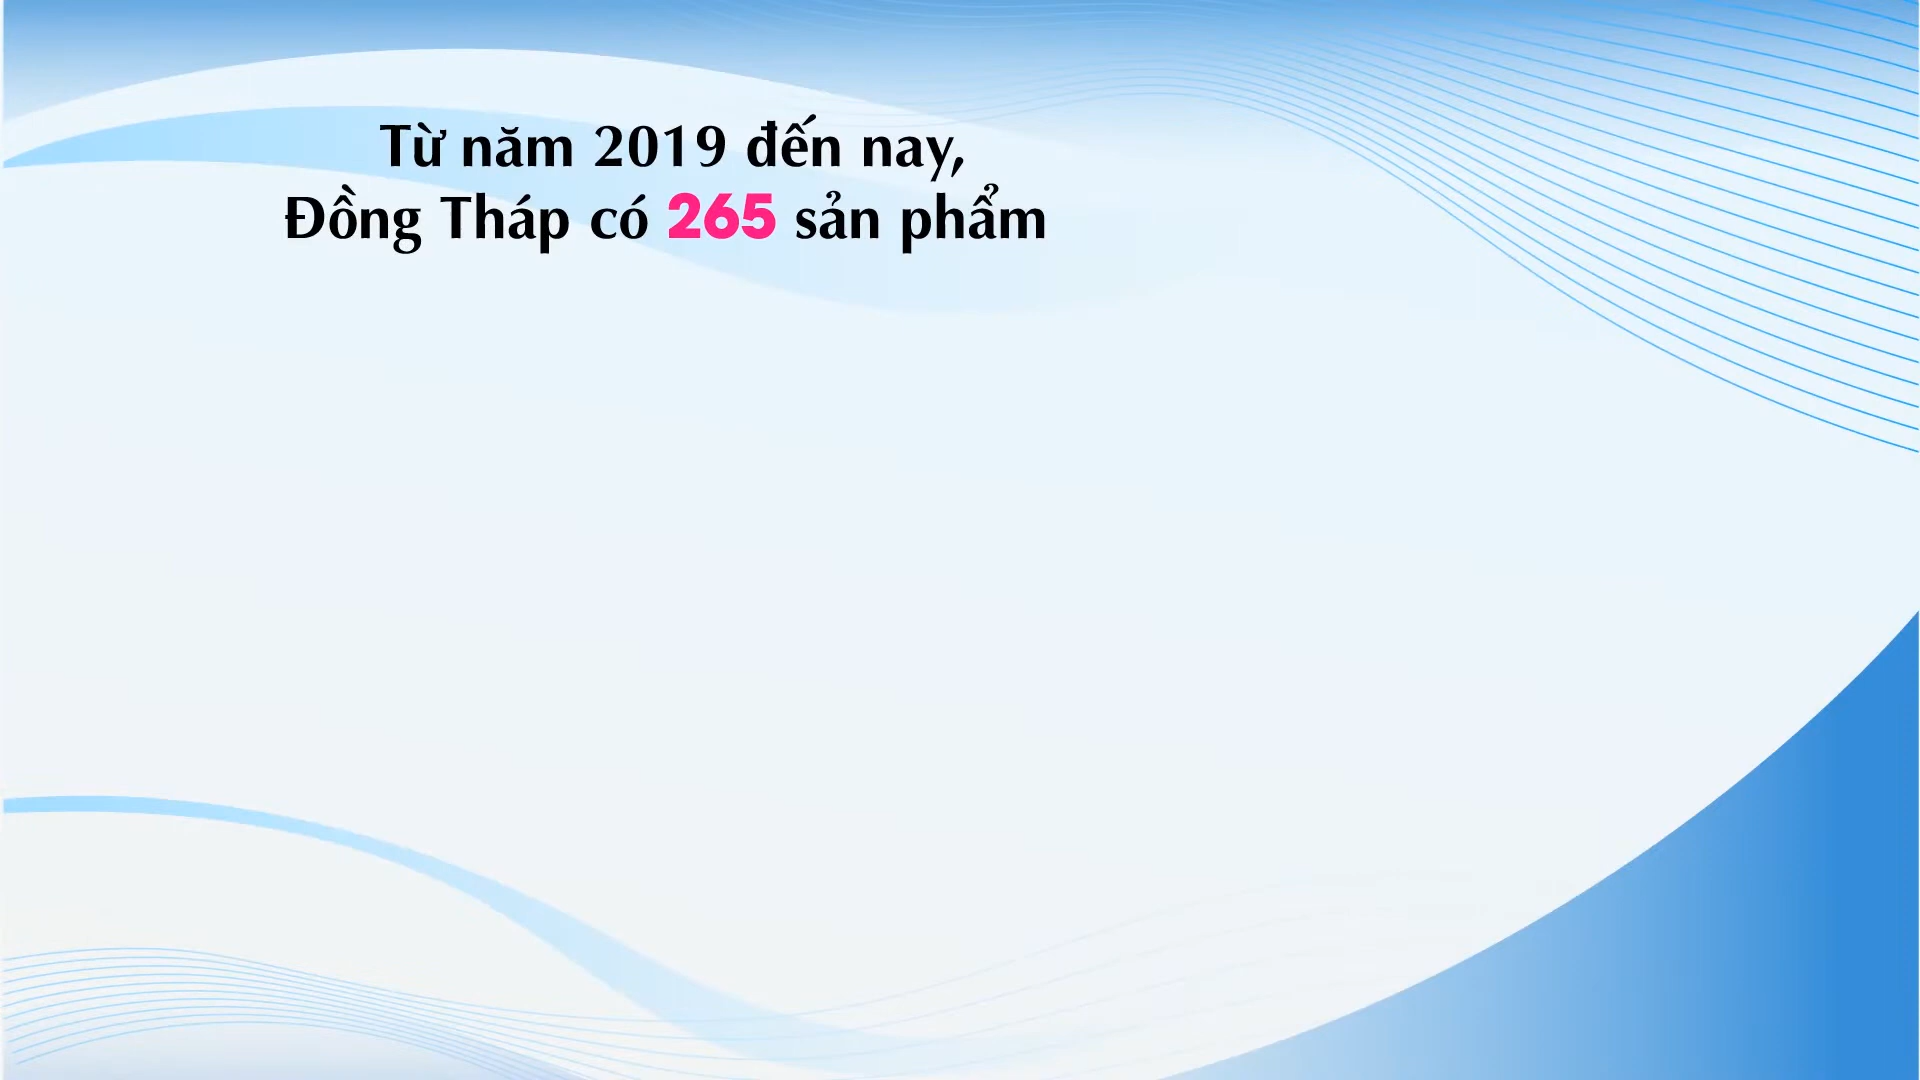 Từ năm 2019 đến nay,
Đồng Tháp có 265 sản phẩm